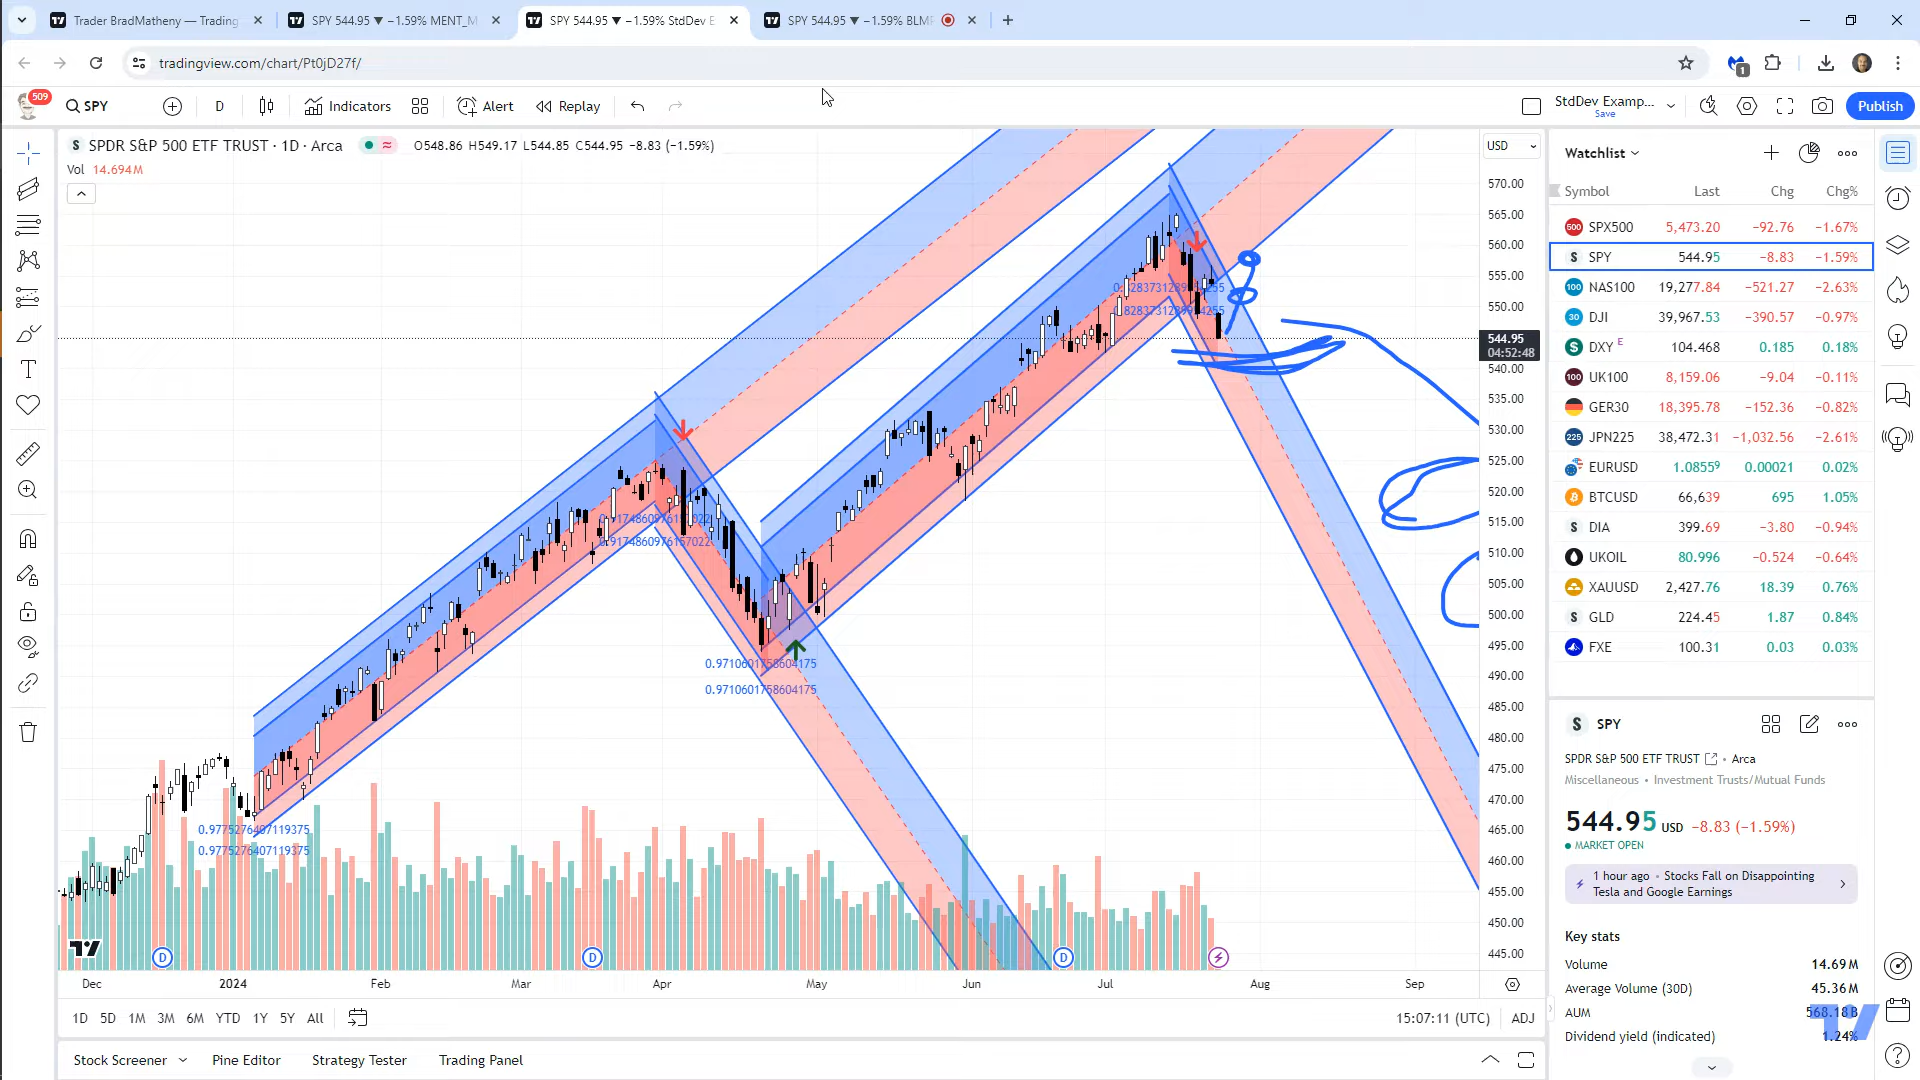 Trader BradMatheny — Trading
SPY 544.95 ▼ −1.59% MENT_M
SPY 544.95 ▼ −1.59% StdDev E
SPY 544.95 ▼ −1.59% BLMF
tradingview.com/chart/Pt0jD27f/
1
509
SPY
D
Indicators
Alert
Replay
StdDev Examp...
Save
Publish
SPDR S&P 500 ETF TRUST · 1D · Arca
O548.86 H549.17 L544.85 C544.95 −8.83 (−1.59%)
Vol 14.694M
USD
570.00
565.00
560.00
555.00
550.00
544.95
04:52:48
540.00
535.00
530.00
525.00
520.00
515.00
510.00
505.00
500.00
495.00
490.00
485.00
480.00
475.00
470.00
465.00
460.00
455.00
450.00
445.00
0.9174860976157022
0.9710601758604175
0.9710601758604175
0.9775276407119375
0.9775276407119375
D
D
D
Dec 2024 Feb Mar Apr May Jun Jul Aug Sep
1D 5D 1M 3M 6M YTD 1Y 5Y All
15:07:11 (UTC) ADJ
Stock Screener Pine Editor Strategy Tester Trading Panel
Watchlist
Symbol Last Chg Chg%
500 SPX500 5,473.20 −92.76 −1.67%
S SPY 544.95 −8.83 −1.59%
100 NAS100 19,277.84 −521.27 −2.63%
30 DJI 39,967.53 −390.57 −0.97%
S DXY E 104.468 0.185 0.18%
100 UK100 8,159.06 −9.04 −0.11%
GER30 18,395.78 −152.36 −0.82%
225 JPN225 38,472.31 −1,032.56 −2.61%
EURUSD 1.08559 0.00021 0.02%
BTCUSD 66,639 695 1.05%
S DIA 399.69 −3.80 −0.94%
UKOIL 80.996 −0.524 −0.64%
XAUUSD 2,427.76 18.39 0.76%
S GLD 224.45 1.87 0.84%
FXE 100.31 0.03 0.03%
S SPY
SPDR S&P 500 ETF TRUST • Arca
Miscellaneous • Investment Trusts/Mutual Funds
544.95 USD −8.83 (−1.59%)
MARKET OPEN
1 hour ago • Stocks Fall on Disappointing
Tesla and Google Earnings
Key stats
Volume 14.69M
Average Volume (30D) 45.36M
AUM 568.18B
Dividend yield (indicated) 1.24%